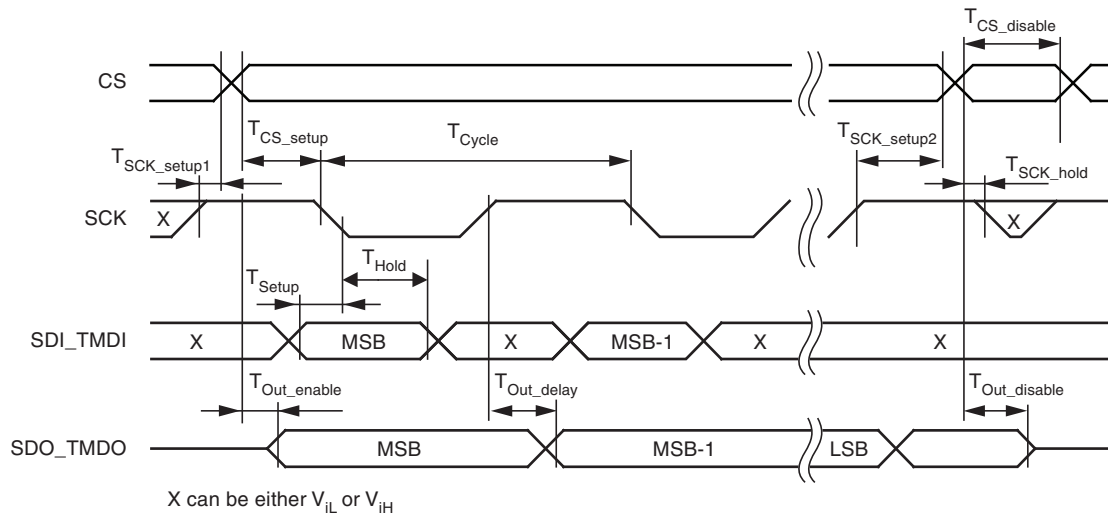 T_CS_disable
CS
T_CS_setup
T_Cycle
T_SCK_setup2
T_SCK_setup1
T_SCK_hold
SCK
X
X
T_Hold
T_Setup
SDI_TMDI
X
MSB
X
MSB-1
X
X
T_Out_enable
T_Out_delay
T_Out_disable
SDO_TMDO
MSB
MSB-1
LSB
X can be either V_iL or V_iH